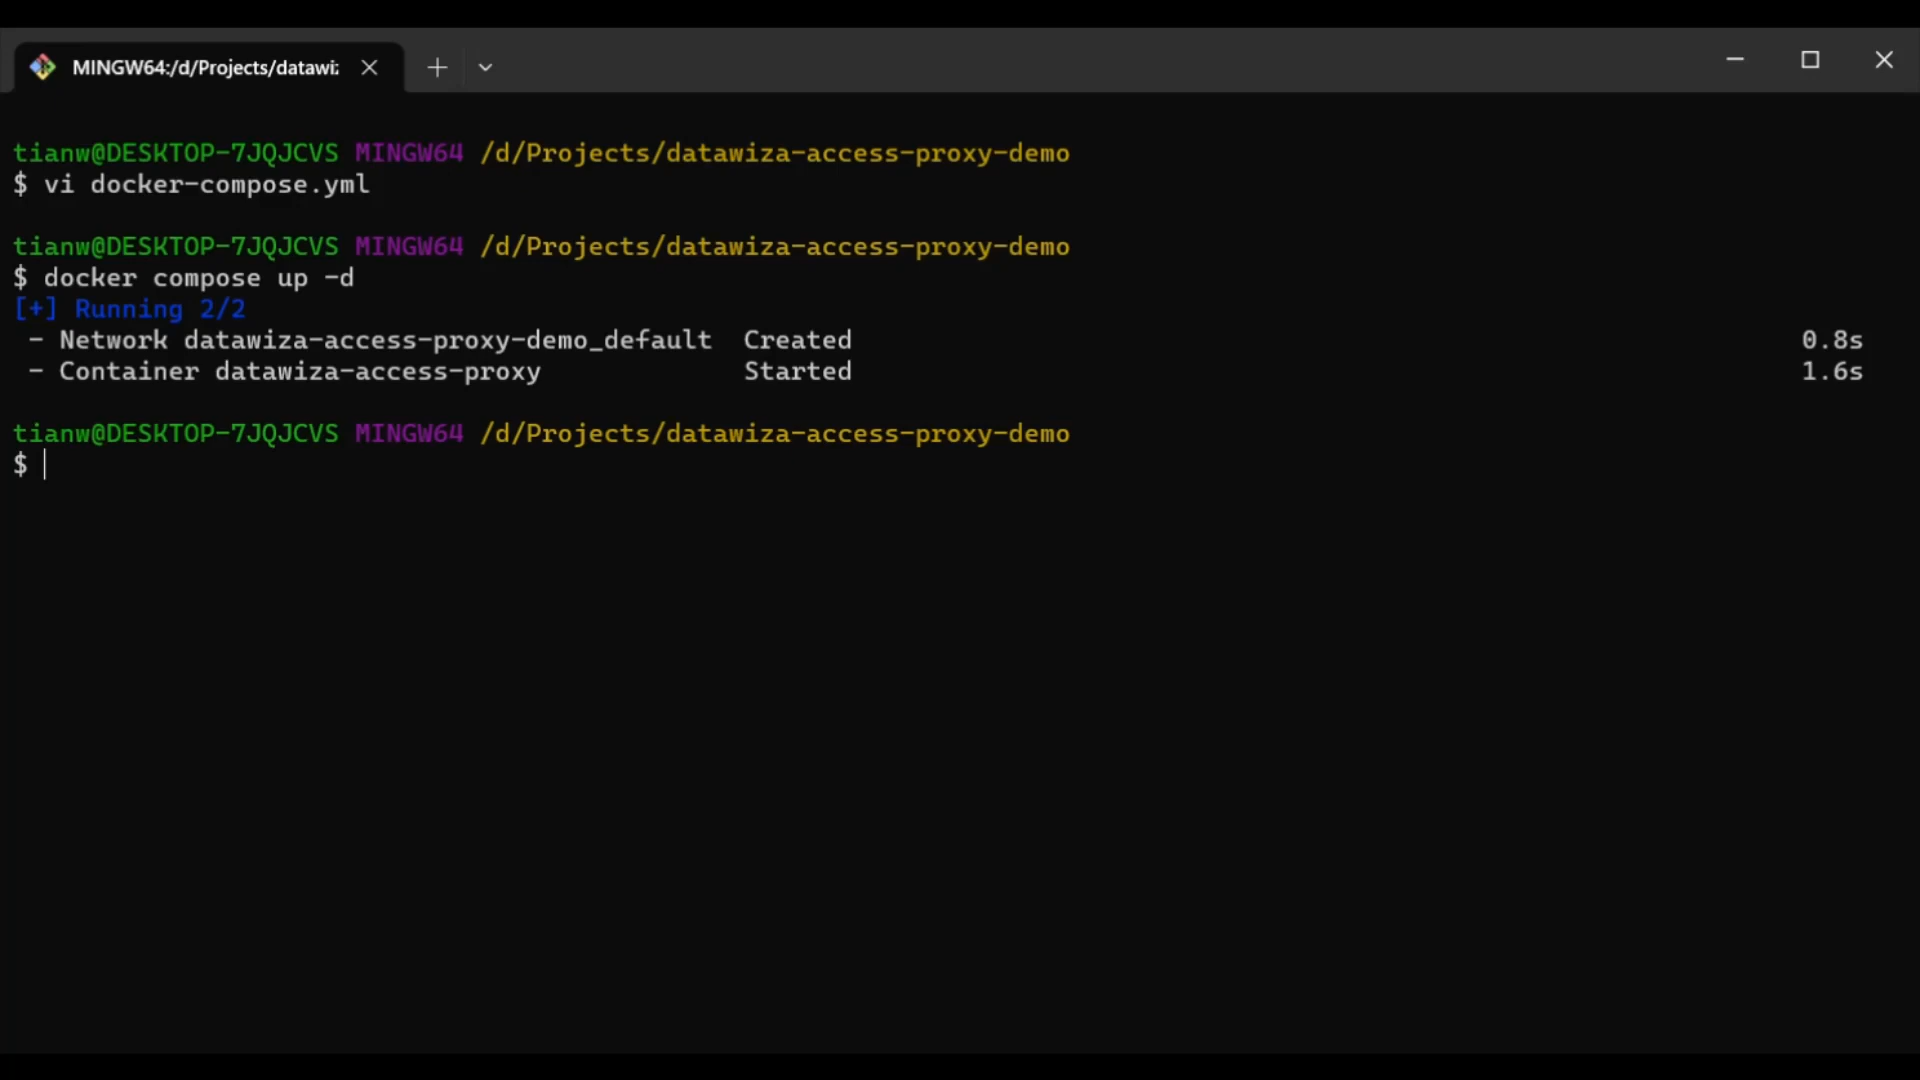 MINGW64:/d/Projects/datawi
tianw@DESKTOP-7JQJCVS MINGW64 /d/Projects/datawiza-access-proxy-demo
$ vi docker-compose.yml
tianw@DESKTOP-7JQJCVS MINGW64 /d/Projects/datawiza-access-proxy-demo
$ docker compose up -d
[+] Running 2/2
- Network datawiza-access-proxy-demo_default Created 0.8s
- Container datawiza-access-proxy Started 1.6s
tianw@DESKTOP-7JQJCVS MINGW64 /d/Projects/datawiza-access-proxy-demo
$